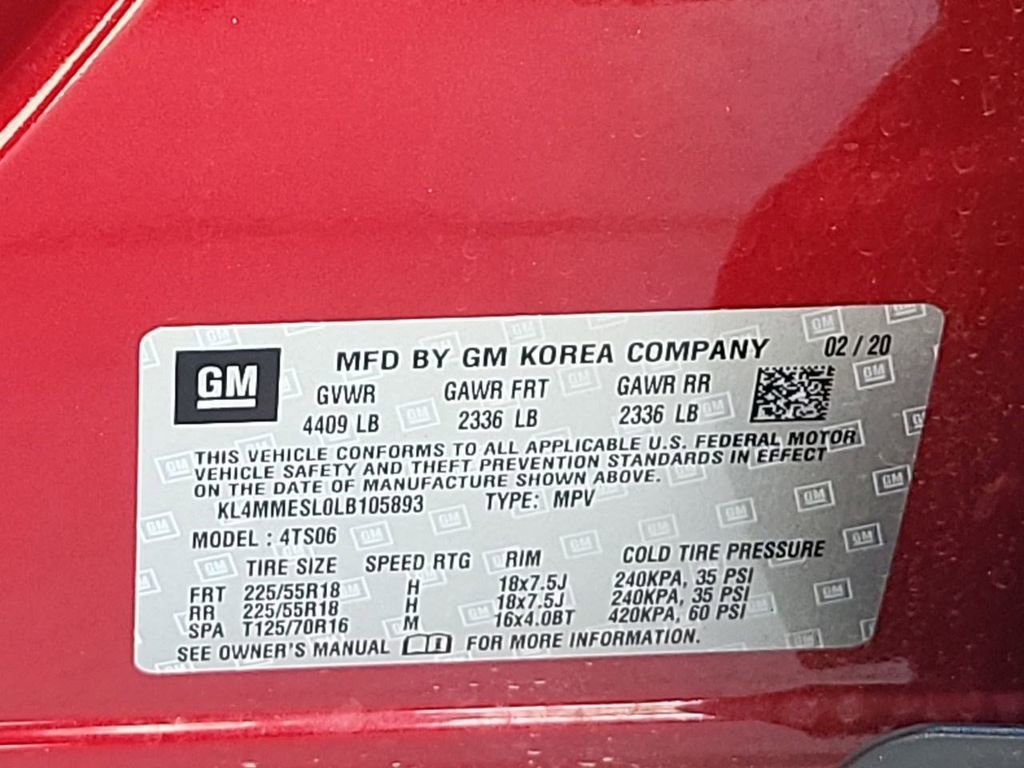 GM
MFD BY GM KOREA COMPANY 02 / 20
GVWR GAWR FRT GAWR RR
4409 LB 2336 LB 2336 LB
THIS VEHICLE CONFORMS TO ALL APPLICABLE U.S. FEDERAL MOTOR
VEHICLE SAFETY AND THEFT PREVENTION STANDARDS IN EFFECT
ON THE DATE OF MANUFACTURE SHOWN ABOVE.
KL4MMESL0LB105893 TYPE: MPV
MODEL : 4TS06
TIRE SIZE SPEED RTG RIM COLD TIRE PRESSURE
FRT 225/55R18 H 18x7.5J 240KPA, 35 PSI
RR 225/55R18 H 18x7.5J 240KPA, 35 PSI
SPA T125/70R16 M 16x4.0BT 420KPA, 60 PSI
SEE OWNER'S MANUAL FOR MORE INFORMATION.